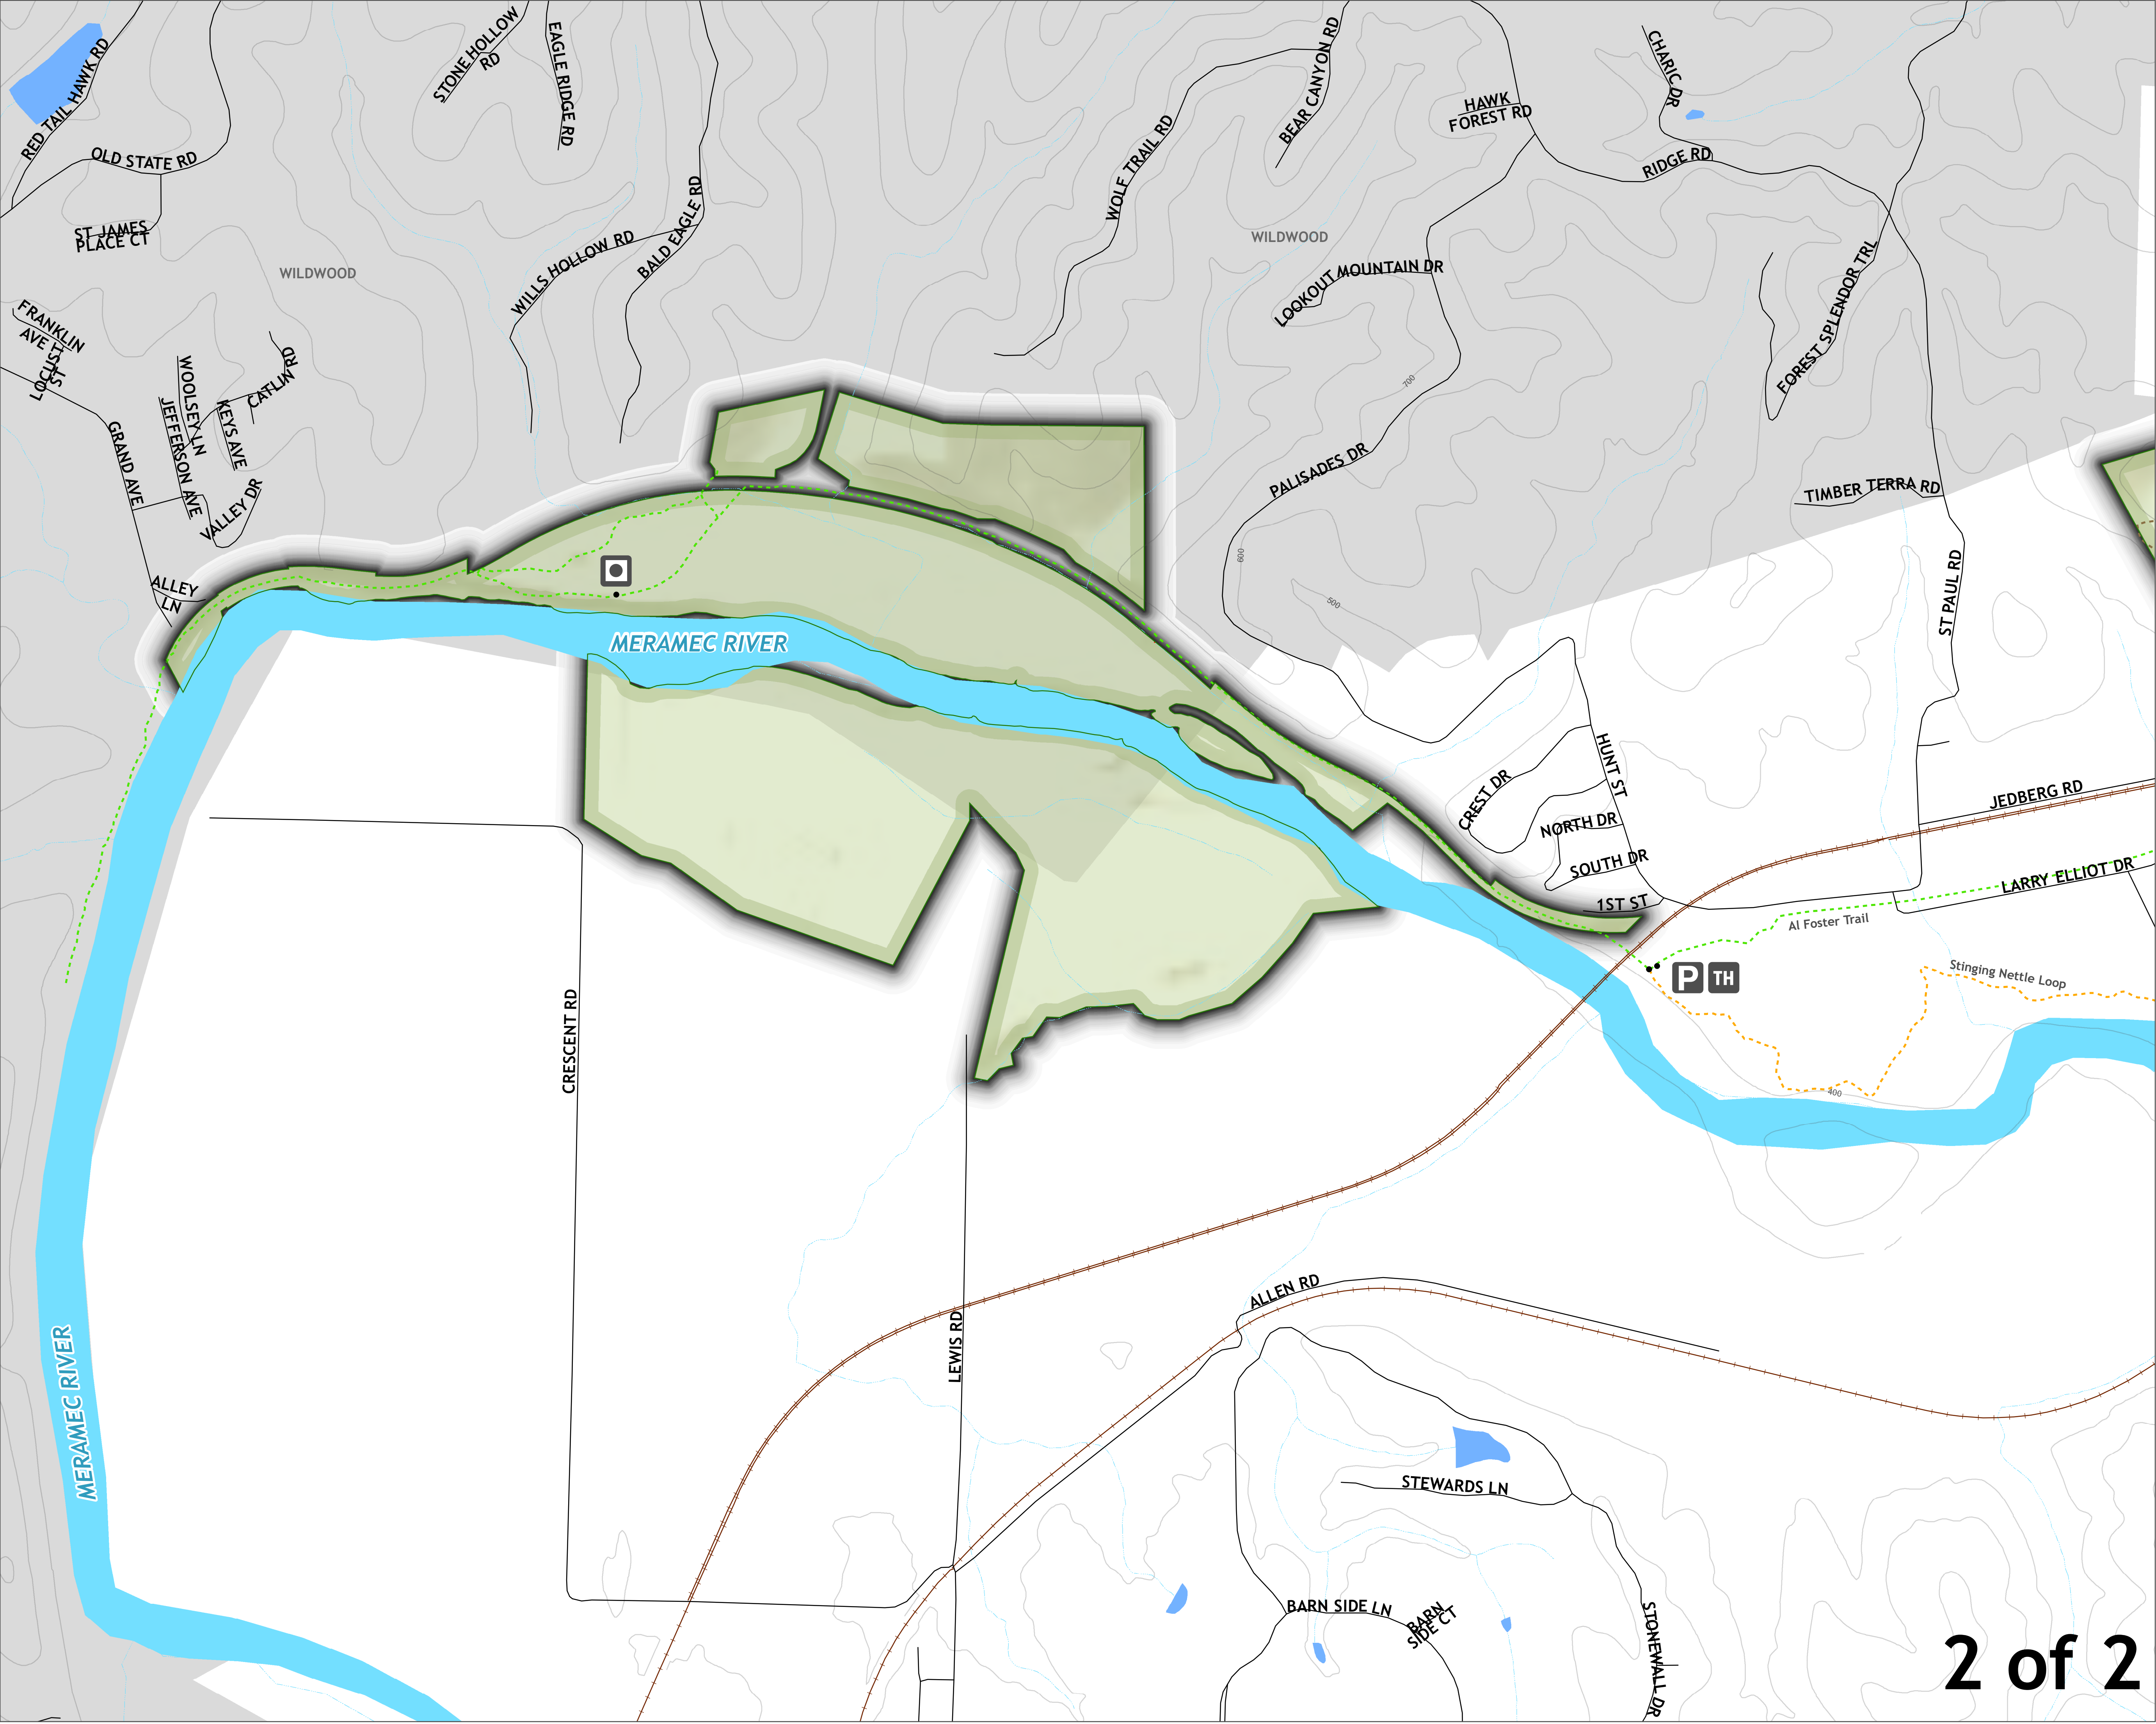 STONE HOLLOW
RD
EAGLE RIDGE RD
BEAR CANYON RD
CHARIC DR
RED TAIL HAWK RD
HAWK
FOREST RD
OLD STATE RD
WOLF TRAIL RD
RIDGE RD
ST JAMES
PLACE CT
BALD EAGLE RD
WILLS HOLLOW RD
WILDWOOD
WILDWOOD
LOOKOUT MOUNTAIN DR
FOREST SPLENDOR TRL
FRANKLIN
AVE
LOCUST
ST
WOOLSEY LN
JEFFERSON AVE
KEYS AVE
CATLIN
RD
700
GRAND AVE
VALLEY DR
PALISADES DR
TIMBER TERRA RD
600
500
ST PAUL RD
ALLEY
LN
MERAMEC RIVER
HUNT ST
CREST DR
NORTH DR
SOUTH DR
1ST ST
JEDBERG RD
LARRY ELLIOT DR
Al Foster Trail
P
TH
Stinging Nettle Loop
400
CRESCENT RD
LEWIS RD
ALLEN RD
MERAMEC RIVER
STEWARDS LN
BARN SIDE LN
BARN
SIDE CT
STONEWALL DR
2 of 2